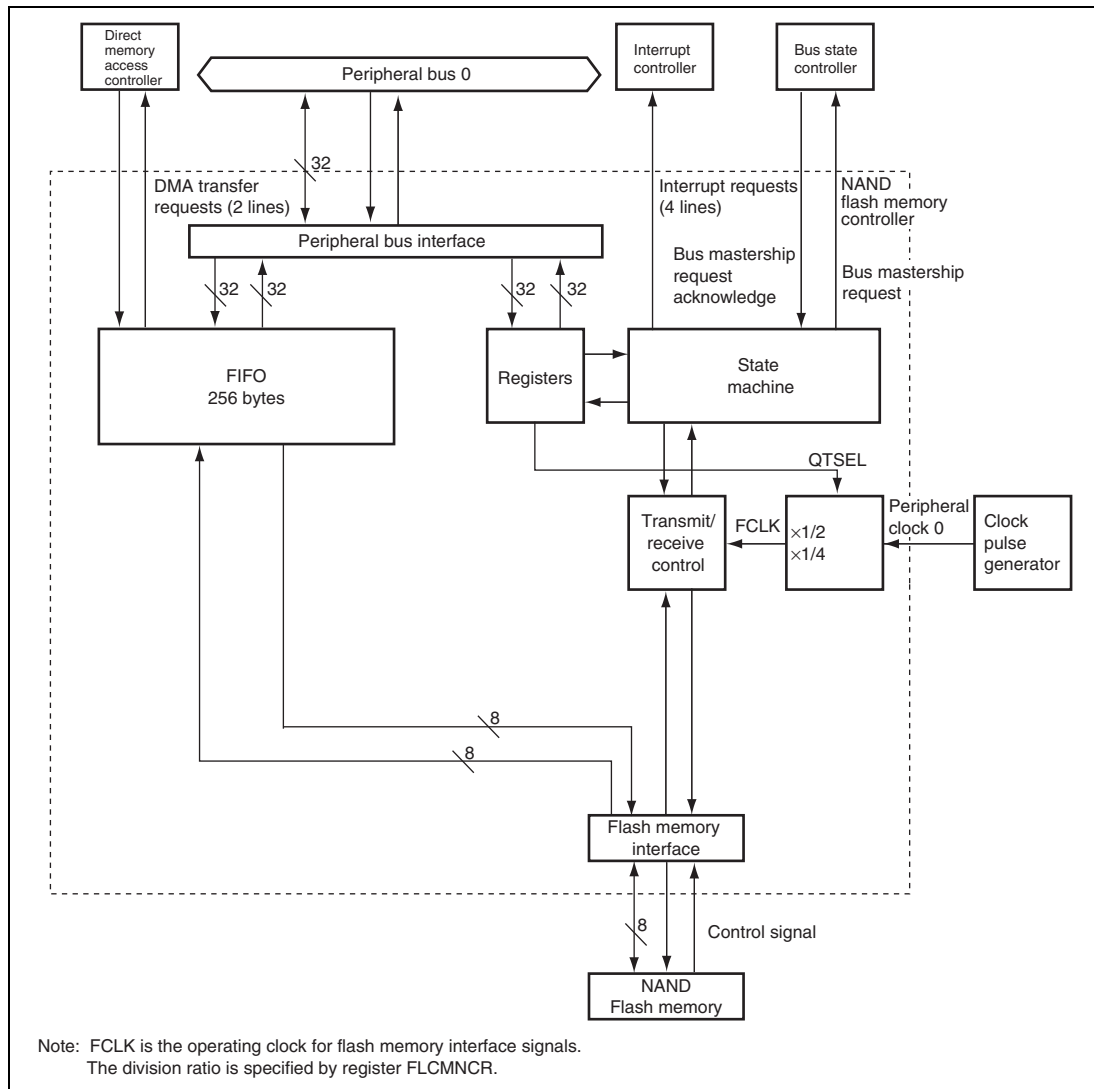 Direct
memory
access
controller
Peripheral bus 0
Interrupt
controller
Bus state
controller
32
DMA transfer
requests (2 lines)
Interrupt requests
(4 lines)
NAND
flash memory
controller
Peripheral bus interface
Bus mastership
request
acknowledge
Bus mastership
request
32
32
32
32
FIFO
256 bytes
Registers
State
machine
QTSEL
Transmit/
receive
control
FCLK
×1/2
×1/4
Peripheral
clock 0
Clock
pulse
generator
8
8
Flash memory
interface
8
Control signal
NAND
Flash memory
Note: FCLK is the operating clock for flash memory interface signals.
The division ratio is specified by register FLCMNCR.